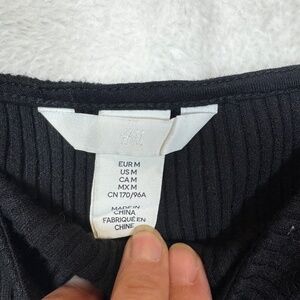 EUR M
US M
CA M
MX M
CN 170/96A
MADE IN
CHINA
FABRIQUÉ EN
CHINE